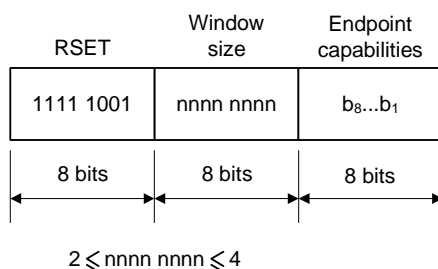 RSET
Window size
Endpoint capabilities
1111 1001
nnnn nnnn
b₈...b₁
8 bits
8 bits
8 bits
2 ⩽ nnnn nnnn ⩽ 4